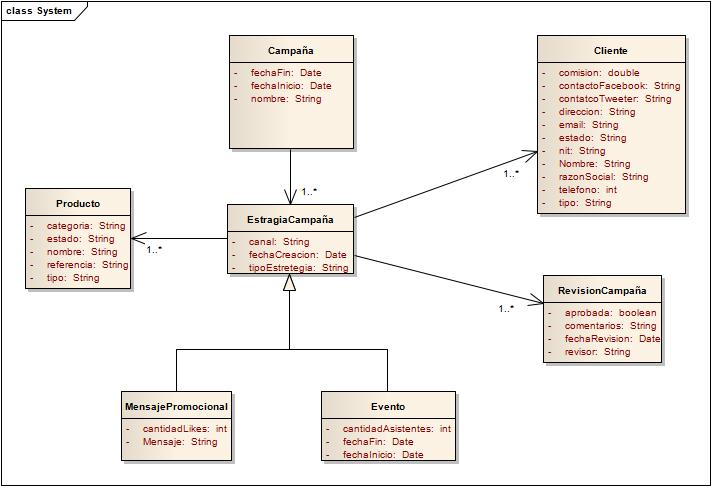 class System
Campaña
- fechaFin: Date
- fechaInicio: Date
- nombre: String
Cliente
- comision: double
- contactoFacebook: String
- contatcoTweeter: String
- direccion: String
- email: String
- estado: String
- nit: String
- Nombre: String
- razonSocial: String
- telefono: int
- tipo: String
1..*
1..*
Producto
- categoria: String
- estado: String
- nombre: String
- referencia: String
- tipo: String
EstragiaCampaña
- canal: String
- fechaCreacion: Date
- tipoEstretegia: String
1..*
RevisionCampaña
- aprobada: boolean
- comentarios: String
- fechaRevision: Date
- revisor: String
1..*
MensajePromocional
- cantidadLikes: int
- Mensaje: String
Evento
- cantidadAsistentes: int
- fechaFin: Date
- fechaInicio: Date